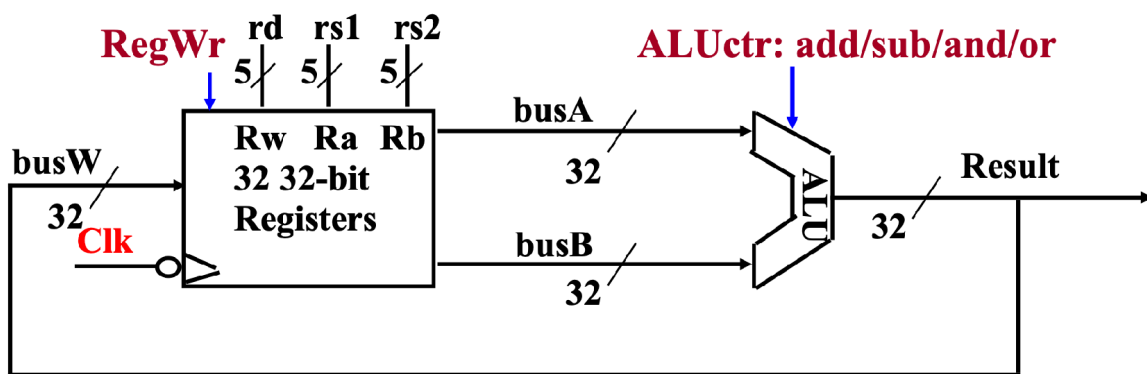 rd rs1 rs2
RegWr
ALUctr: add/sub/and/or
5 5 5
busA
Rw Ra Rb
busW
32 32-bit
32
Result
32
Registers
ALU
32
Clk
busB
32